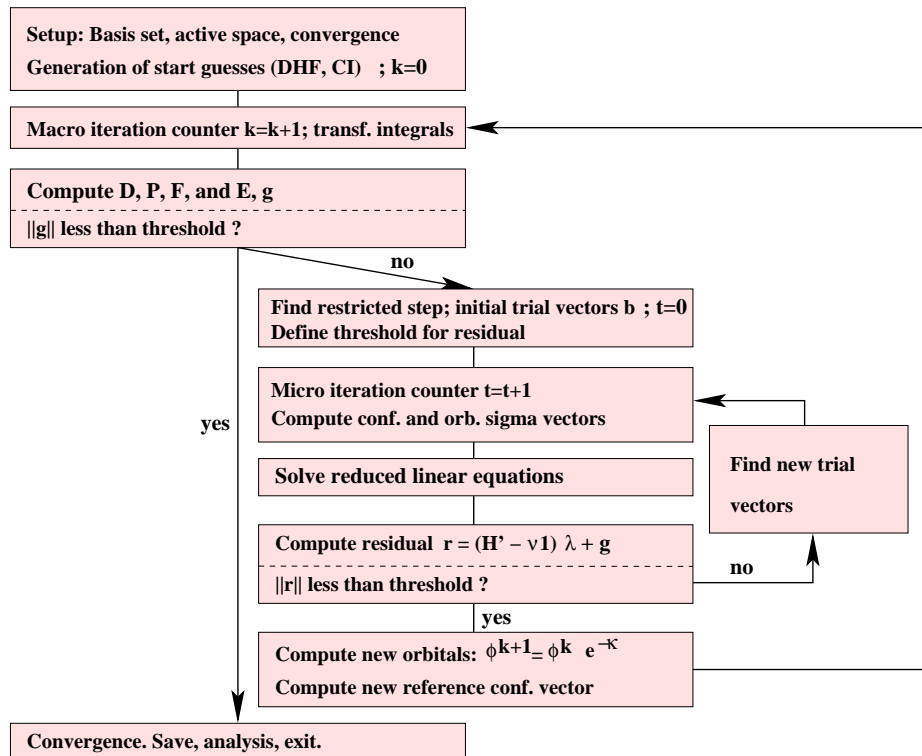 Setup: Basis set, active space, convergence
Generation of start guesses (DHF, CI) ; k=0
Macro iteration counter k=k+1; transf. integrals
Compute D, P, F, and E, g
||g|| less than threshold ?
no
Find restricted step; initial trial vectors b ; t=0
Define threshold for residual
Micro iteration counter t=t+1
Compute conf. and orb. sigma vectors
yes
Find new trial
vectors
Solve reduced linear equations
Compute residual r = (H' − ν1) λ + g
||r|| less than threshold ?
no
yes
Compute new orbitals: ϕ^k+1 = ϕ^k e^−κ
Compute new reference conf. vector
Convergence. Save, analysis, exit.